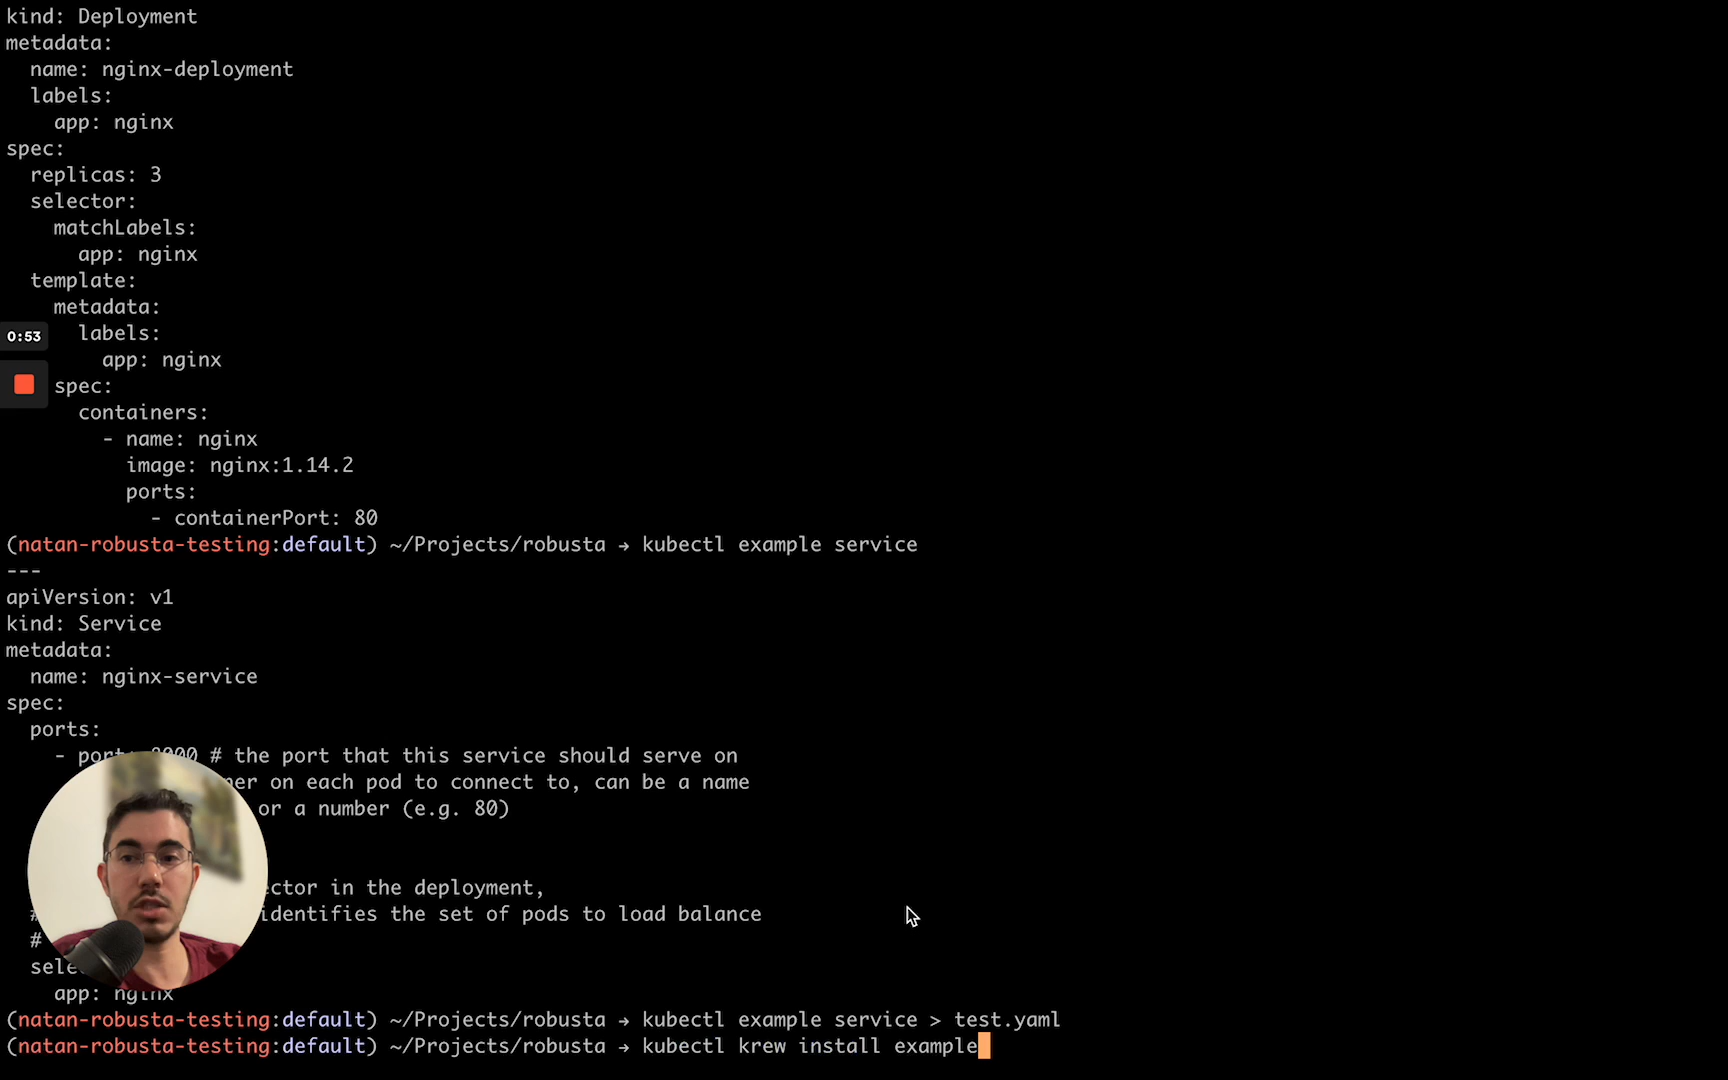 kind: Deployment
metadata:
  name: nginx-deployment
  labels:
    app: nginx
spec:
  replicas: 3
  selector:
    matchLabels:
      app: nginx
  template:
    metadata:
0:53
      labels:
        app: nginx
    spec:
      containers:
        - name: nginx
          image: nginx:1.14.2
          ports:
            - containerPort: 80
(natan-robusta-testing:default) ~/Projects/robusta → kubectl example service
---
apiVersion: v1
kind: Service
metadata:
  name: nginx-service
spec:
  ports:
    - # the port that this service should serve on
on each pod to connect to, can be a name
or a number (e.g. 80)
in the deployment,
# identifies the set of pods to load balance
#
    app: nginx
(natan-robusta-testing:default) ~/Projects/robusta → kubectl example service > test.yaml
(natan-robusta-testing:default) ~/Projects/robusta → kubectl krew install example